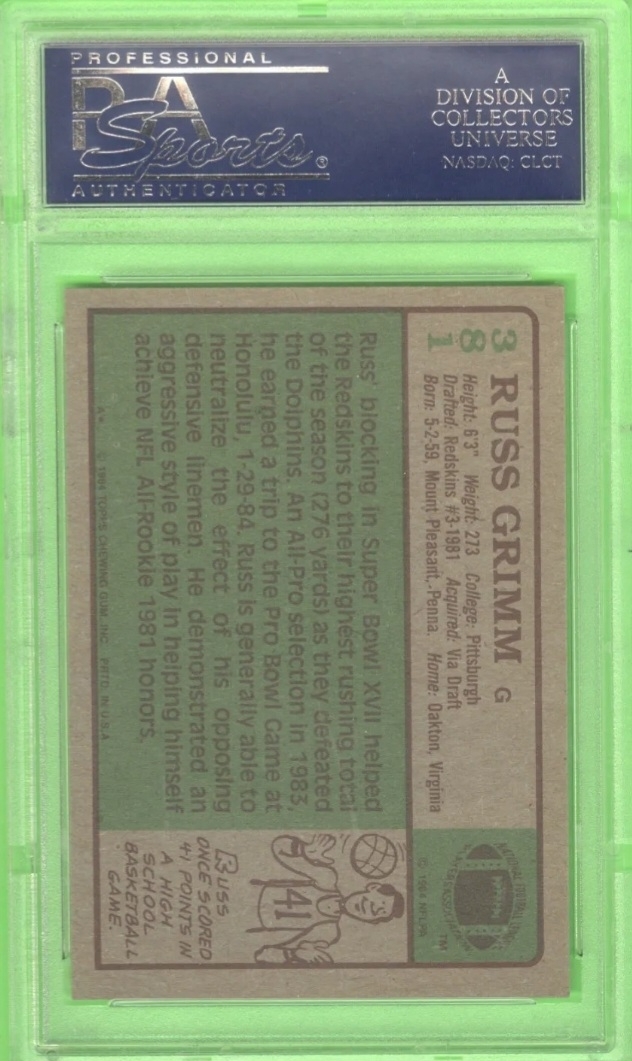 PROFESSIONAL
PSA
Sports®
AUTHENTICATOR
A
DIVISION OF
COLLECTORS
UNIVERSE
NASDAQ: CLCT
381
RUSS GRIMM G
Height: 6'3" Weight: 273 College: Pittsburgh
Drafted: Redskins #3-1981 Acquired: Via Draft
Born: 5-2-59, Mount Pleasant, Penna. Home: Oakton, Virginia
NATIONAL FOOTBALL
© 1984 NFLPA
TM
Russ' blocking in Super Bowl XVII helped
the Redskins to their highest rushing total
of the season (276 yards) as they defeated
the Dolphins. An All-Pro selection in 1983,
he earned a trip to the Pro Bowl Game at
Honolulu, 1-29-84. Russ is generally able to
neutralize the effect of his opposing
defensive linemen. He demonstrated an
aggressive style of play in helping himself
achieve NFL All-Rookie 1981 honors.
A* © 1984 TOPPS CHEWING GUM, INC. PRTD. IN U.S.A.
41
RUSS
ONCE SCORED
41 POINTS IN
A HIGH
SCHOOL
BASKETBALL
GAME.